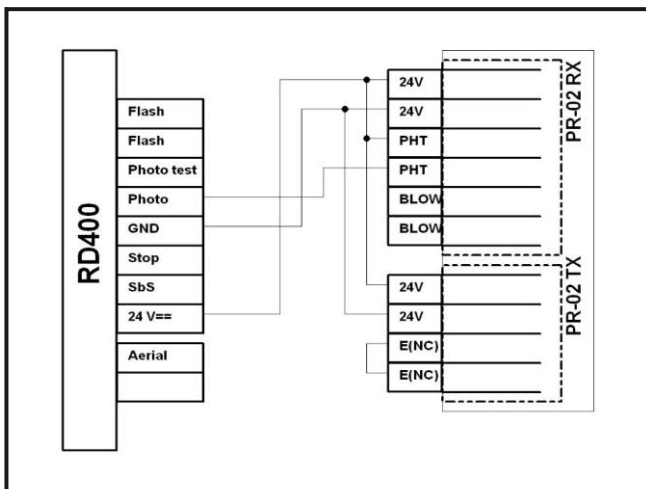 RD400
Flash
Flash
Photo test
Photo
GND
Stop
SbS
24 V==
Aerial
24V
24V
PHT
PHT
BLOW
BLOW
PR-02 RX
24V
24V
E(NC)
E(NC)
PR-02 TX